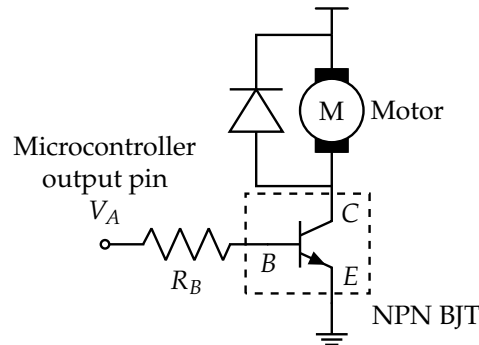 M
Motor
Microcontroller
output pin
V_A
R_B
B
C
E
NPN BJT